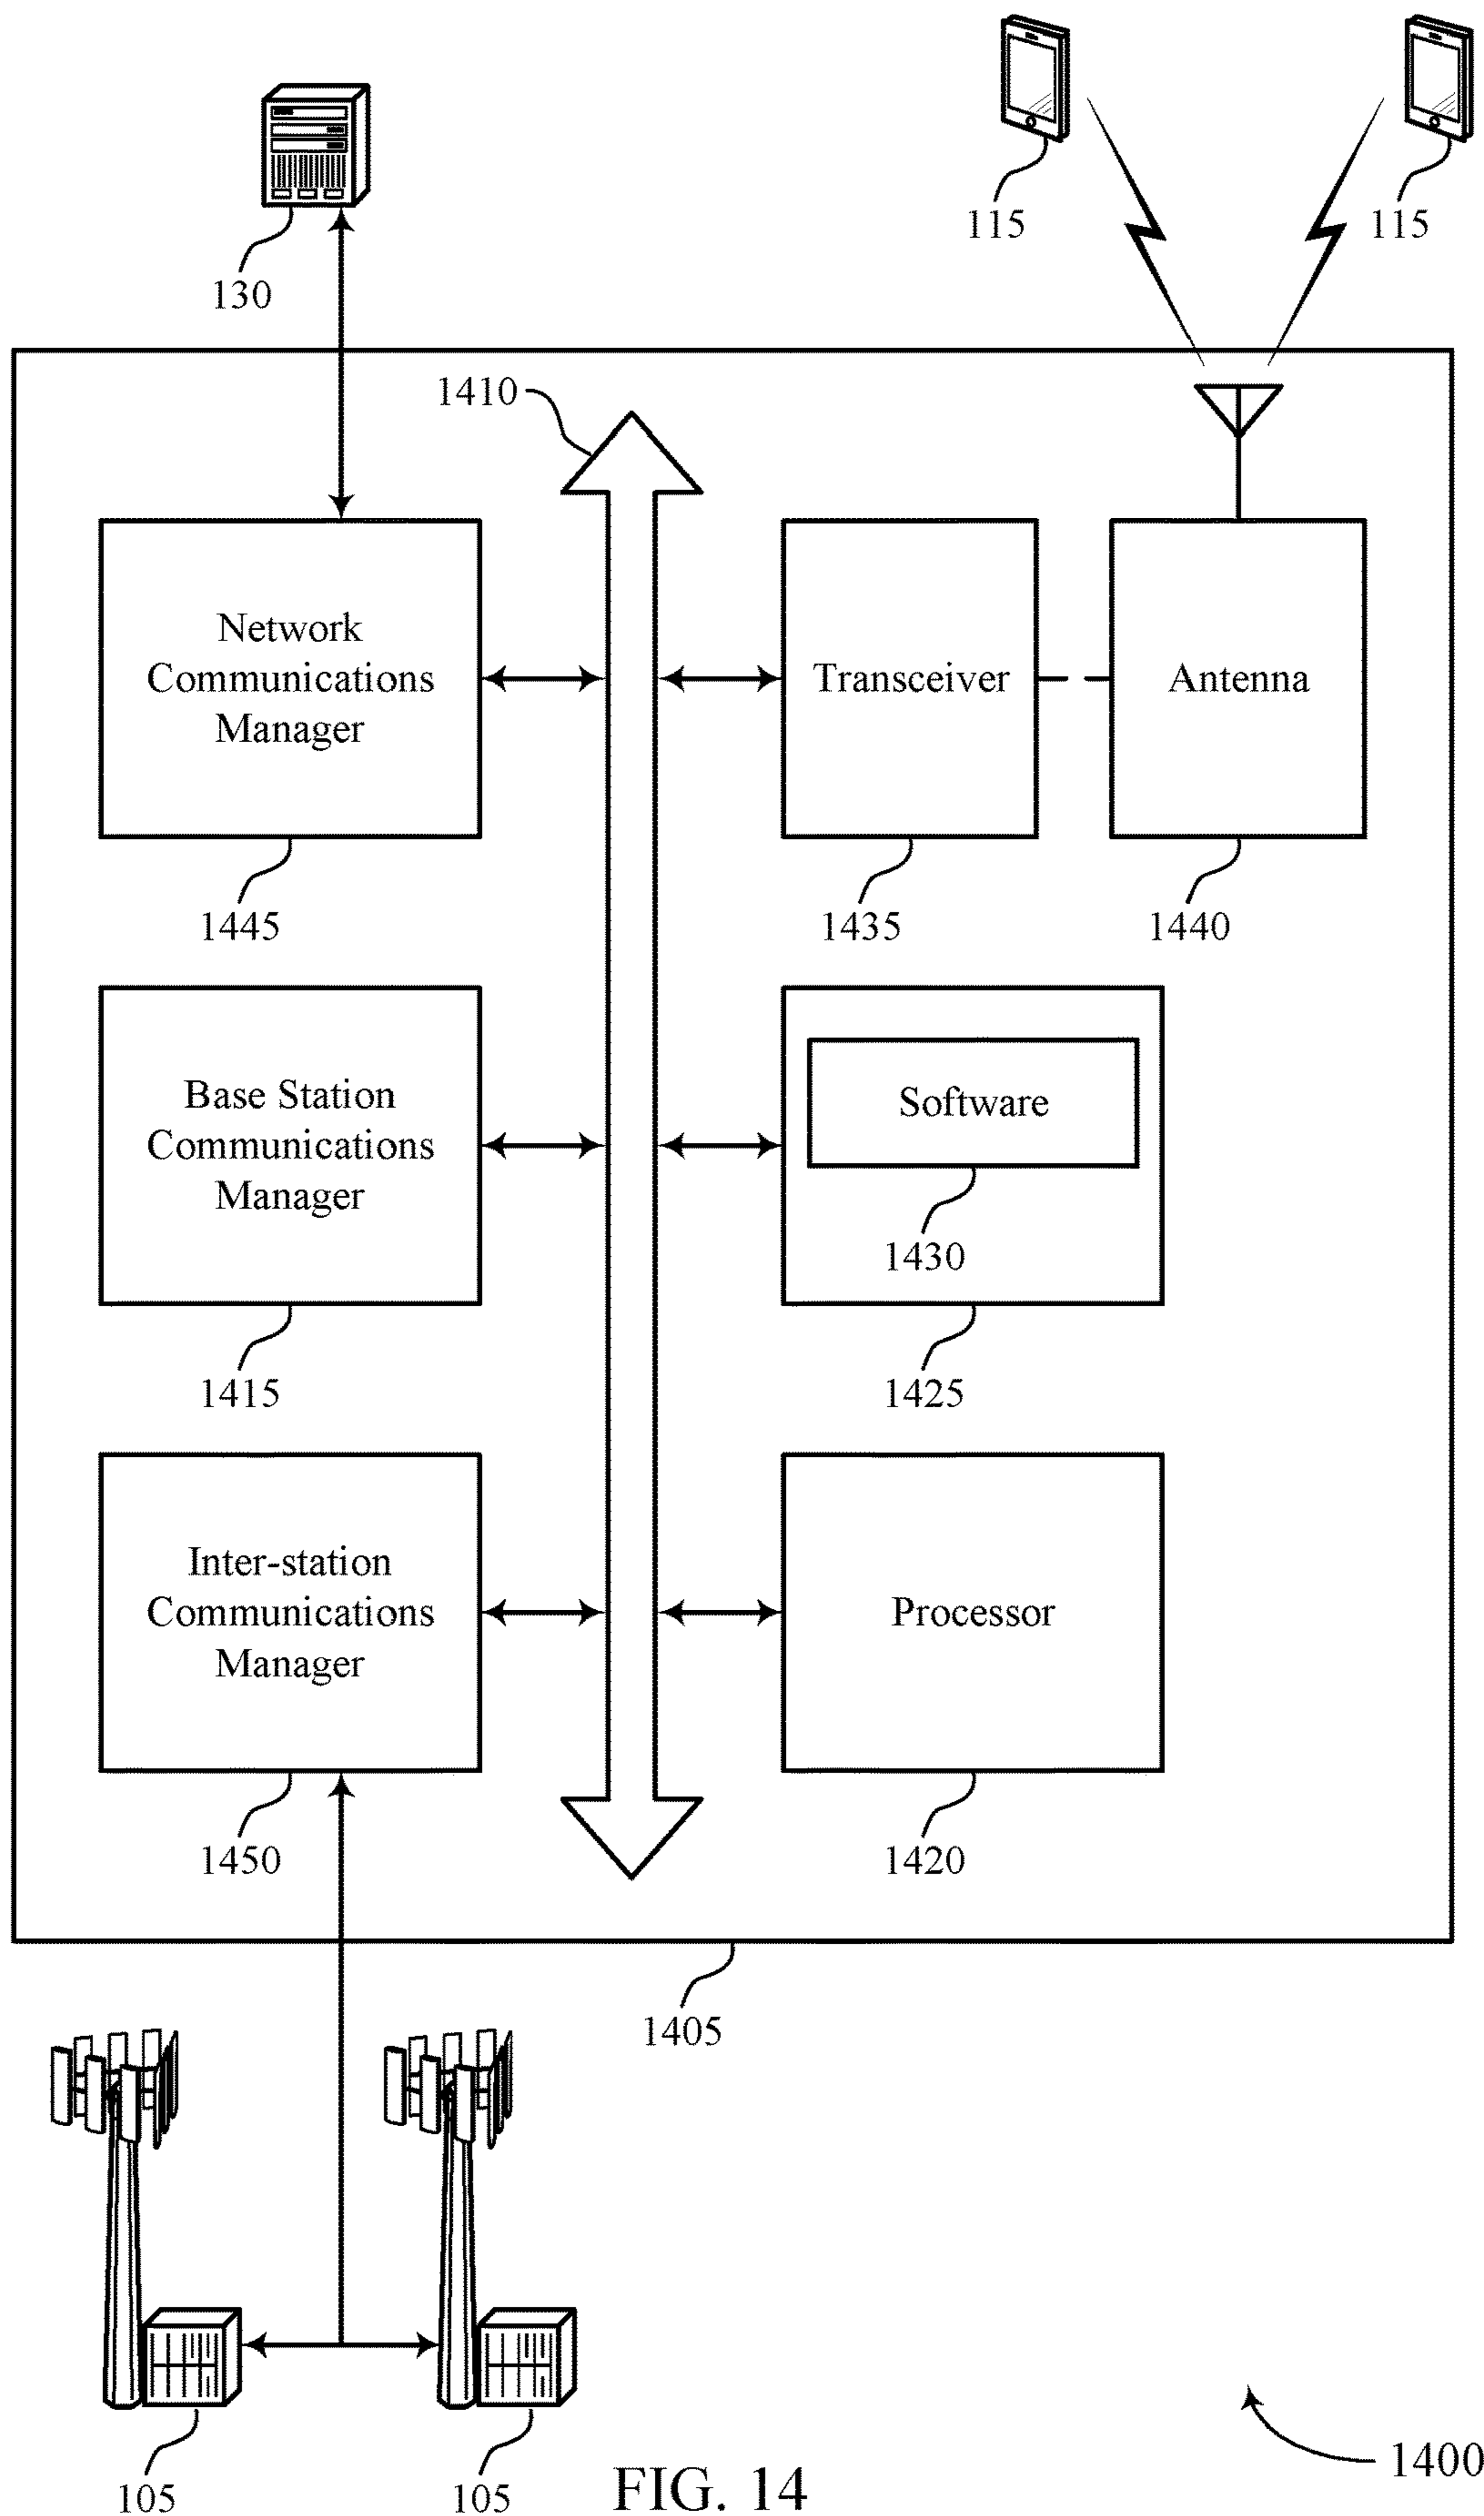 115
115
130
1410
Network
Communications
Manager
Transceiver
Antenna
1445
1435
1440
Base Station
Communications
Manager
Software
1430
1415
1425
Inter-station
Communications
Manager
Processor
1450
1420
1405
105
105
FIG. 14
1400